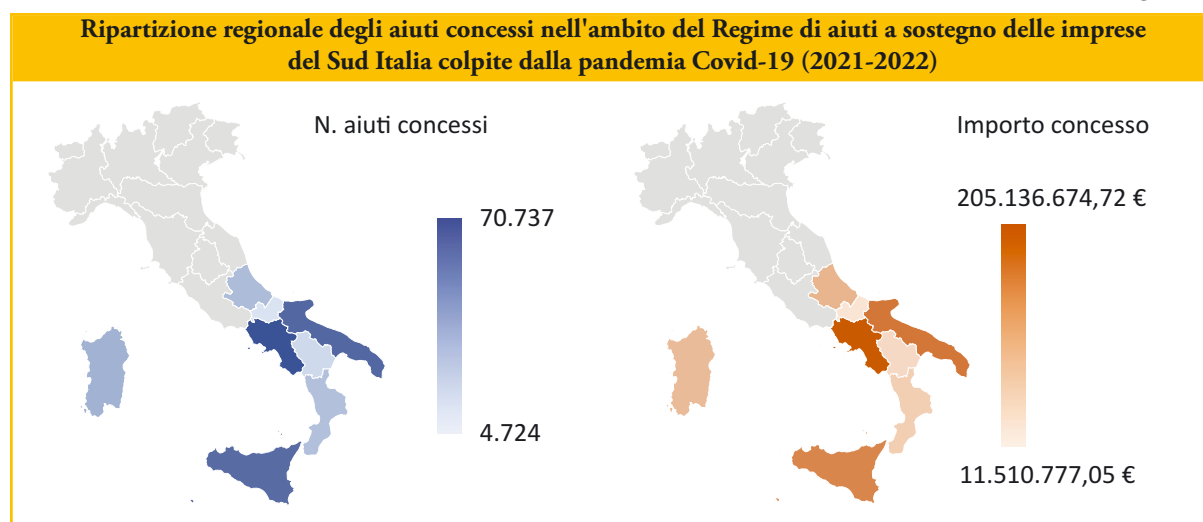 Ripartizione regionale degli aiuti concessi nell'ambito del Regime di aiuti a sostegno delle imprese
del Sud Italia colpite dalla pandemia Covid-19 (2021-2022)
N. aiuti concessi
70.737
4.724
Importo concesso
205.136.674,72 €
11.510.777,05 €